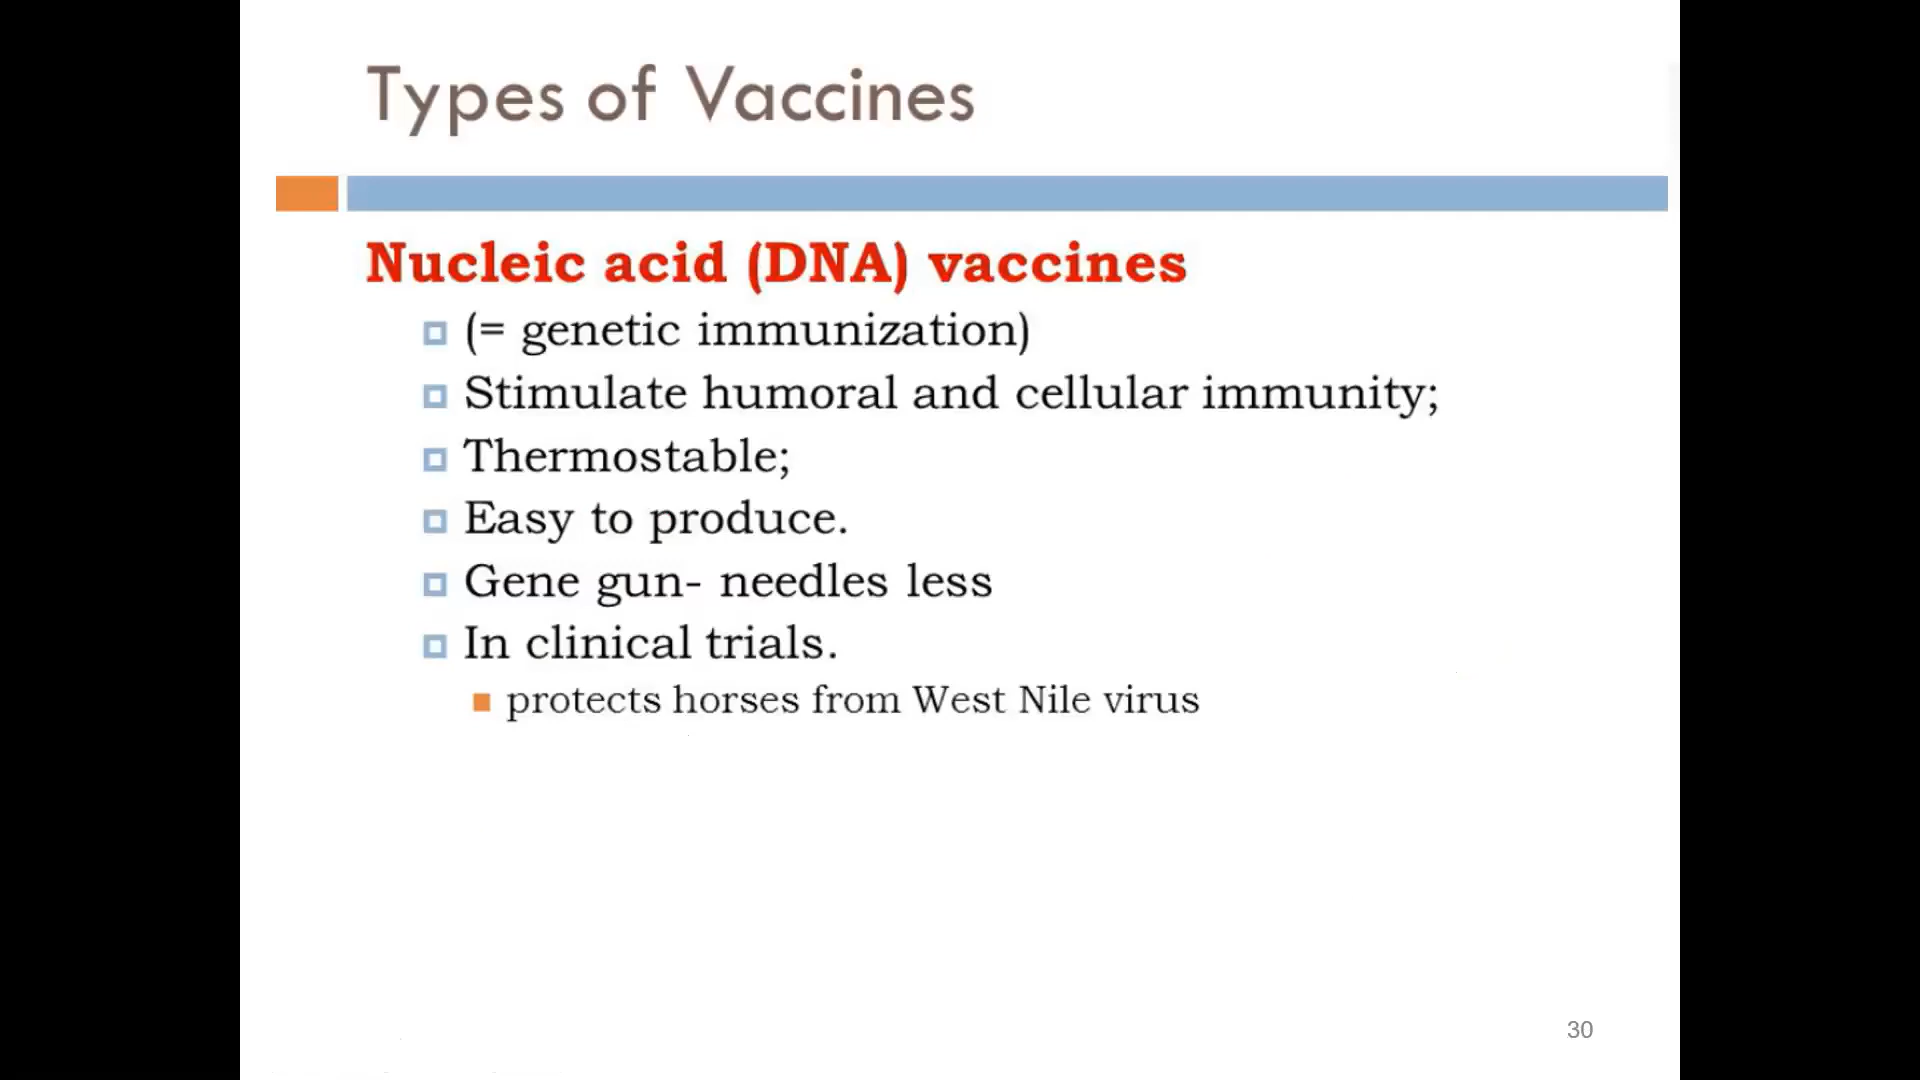 Types of Vaccines
Nucleic acid (DNA) vaccines
(= genetic immunization)
Stimulate humoral and cellular immunity;
Thermostable;
Easy to produce.
Gene gun- needles less
In clinical trials.
protects horses from West Nile virus
30